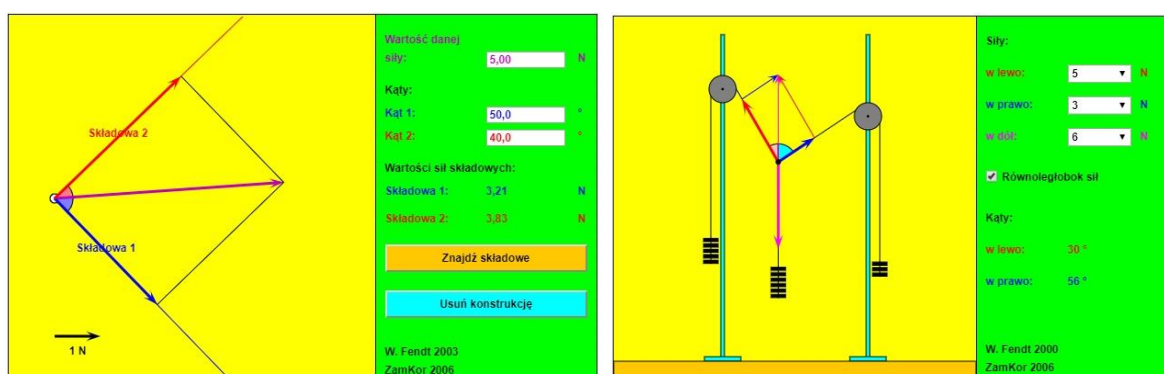 Składowa 2
Składowa 1
1 N
Wartość danej
siły: 5,00 N
Kąty:
Kąt 1: 50,0 °
Kąt 2: 40,0 °
Wartości sił składowych:
Składowa 1: 3,21 N
Składowa 2: 3,83 N
Znajdź składowe
Usuń konstrukcję
W. Fendt 2003
ZamKor 2006
Siły:
w lewo: 5 N
w prawo: 3 N
w dół: 6 N
Równoległobok sił
Kąty:
w lewo: 30 °
w prawo: 56 °
W. Fendt 2000
ZamKor 2006